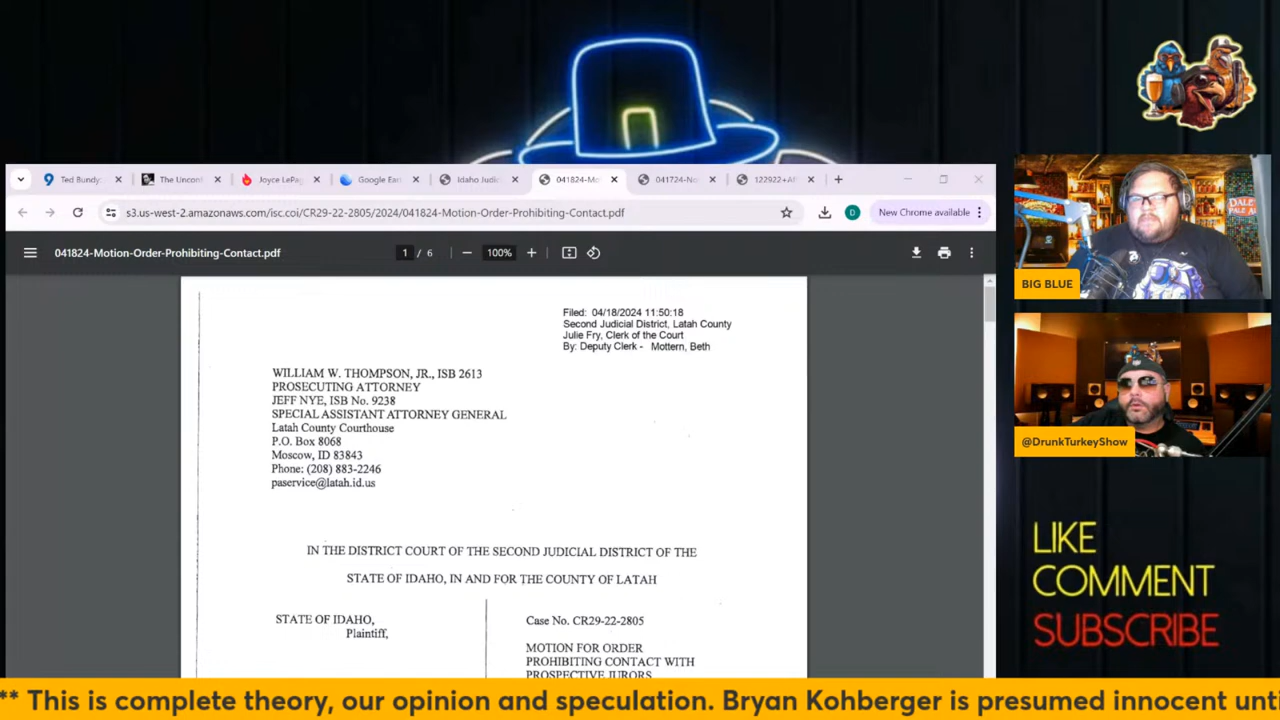 Ted Bundy:
The Uncon
Joyce LePag
Google Ear
Idaho Judic
041824-Mo
041724-No
122922+Af
s3.us-west-2.amazonaws.com/isc.coi/CR29-22-2805/2024/041824-Motion-Order-Prohibiting-Contact.pdf
D
New Chrome available
041824-Motion-Order-Prohibiting-Contact.pdf
1 / 6
100%
Filed: 04/18/2024 11:50:18
Second Judicial District, Latah County
Julie Fry, Clerk of the Court
By: Deputy Clerk - Mottern, Beth
WILLIAM W. THOMPSON, JR., ISB 2613
PROSECUTING ATTORNEY
JEFF NYE, ISB No. 9238
SPECIAL ASSISTANT ATTORNEY GENERAL
Latah County Courthouse
P.O. Box 8068
Moscow, ID 83843
Phone: (208) 883-2246
paservice@latah.id.us
IN THE DISTRICT COURT OF THE SECOND JUDICIAL DISTRICT OF THE
STATE OF IDAHO, IN AND FOR THE COUNTY OF LATAH
STATE OF IDAHO,
Plaintiff,
Case No. CR29-22-2805
MOTION FOR ORDER
PROHIBITING CONTACT WITH
PROSPECTIVE JURORS
BIG BLUE
@DrunkTurkeyShow
LIKE
COMMENT
SUBSCRIBE
** This is complete theory, our opinion and speculation. Bryan Kohberger is presumed innocent unti